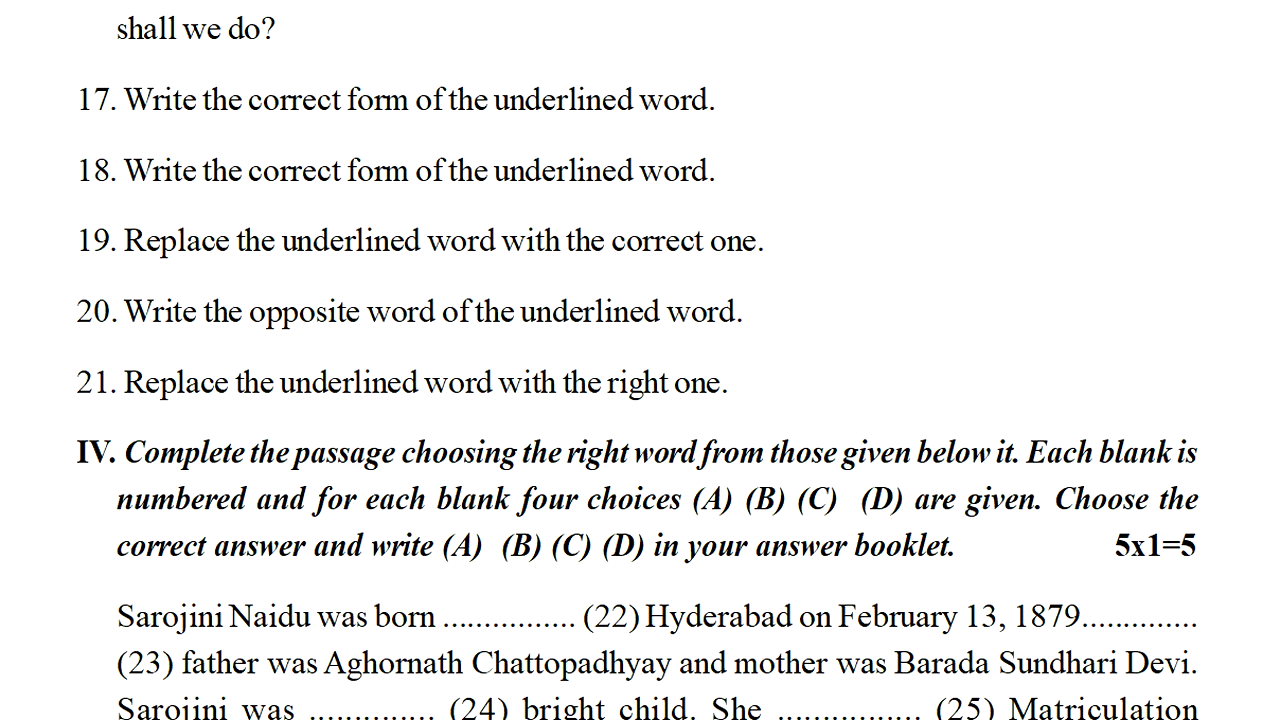 shall we do?
17. Write the correct form of the underlined word.
18. Write the correct form of the underlined word.
19. Replace the underlined word with the correct one.
20. Write the opposite word of the underlined word.
21. Replace the underlined word with the right one.
IV. Complete the passage choosing the right word from those given below it. Each blank is
numbered and for each blank four choices (A) (B) (C) (D) are given. Choose the
correct answer and write (A) (B) (C) (D) in your answer booklet. 5x1=5
Sarojini Naidu was born ................ (22) Hyderabad on February 13, 1879..............
(23) father was Aghornath Chattopadhyay and mother was Barada Sundhari Devi.
Sarojini was ............... (24) bright child. She ................. (25) Matriculation